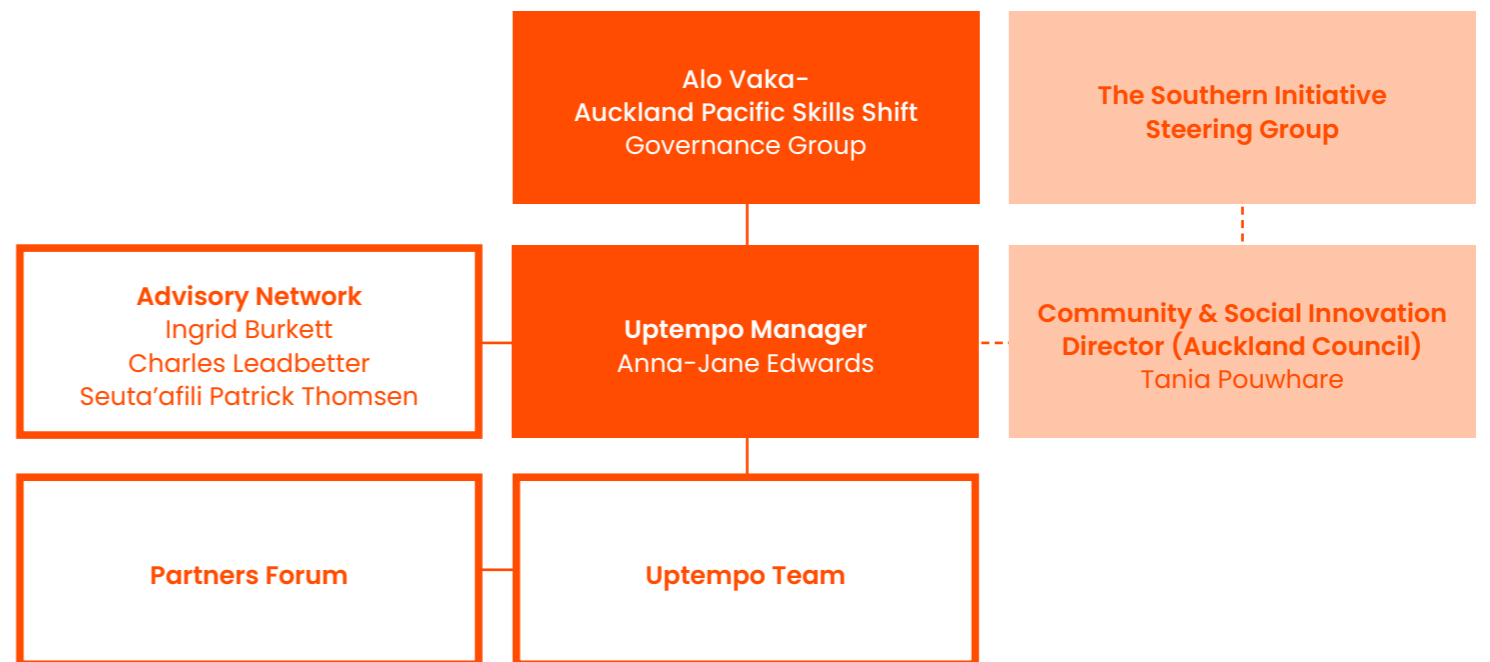 Alo Vaka-
Auckland Pacific Skills Shift
Governance Group
The Southern Initiative
Steering Group
Advisory Network
Ingrid Burkett
Charles Leadbetter
Seuta’afili Patrick Thomsen
Uptempo Manager
Anna-Jane Edwards
Community & Social Innovation
Director (Auckland Council)
Tania Pouwhare
Partners Forum
Uptempo Team